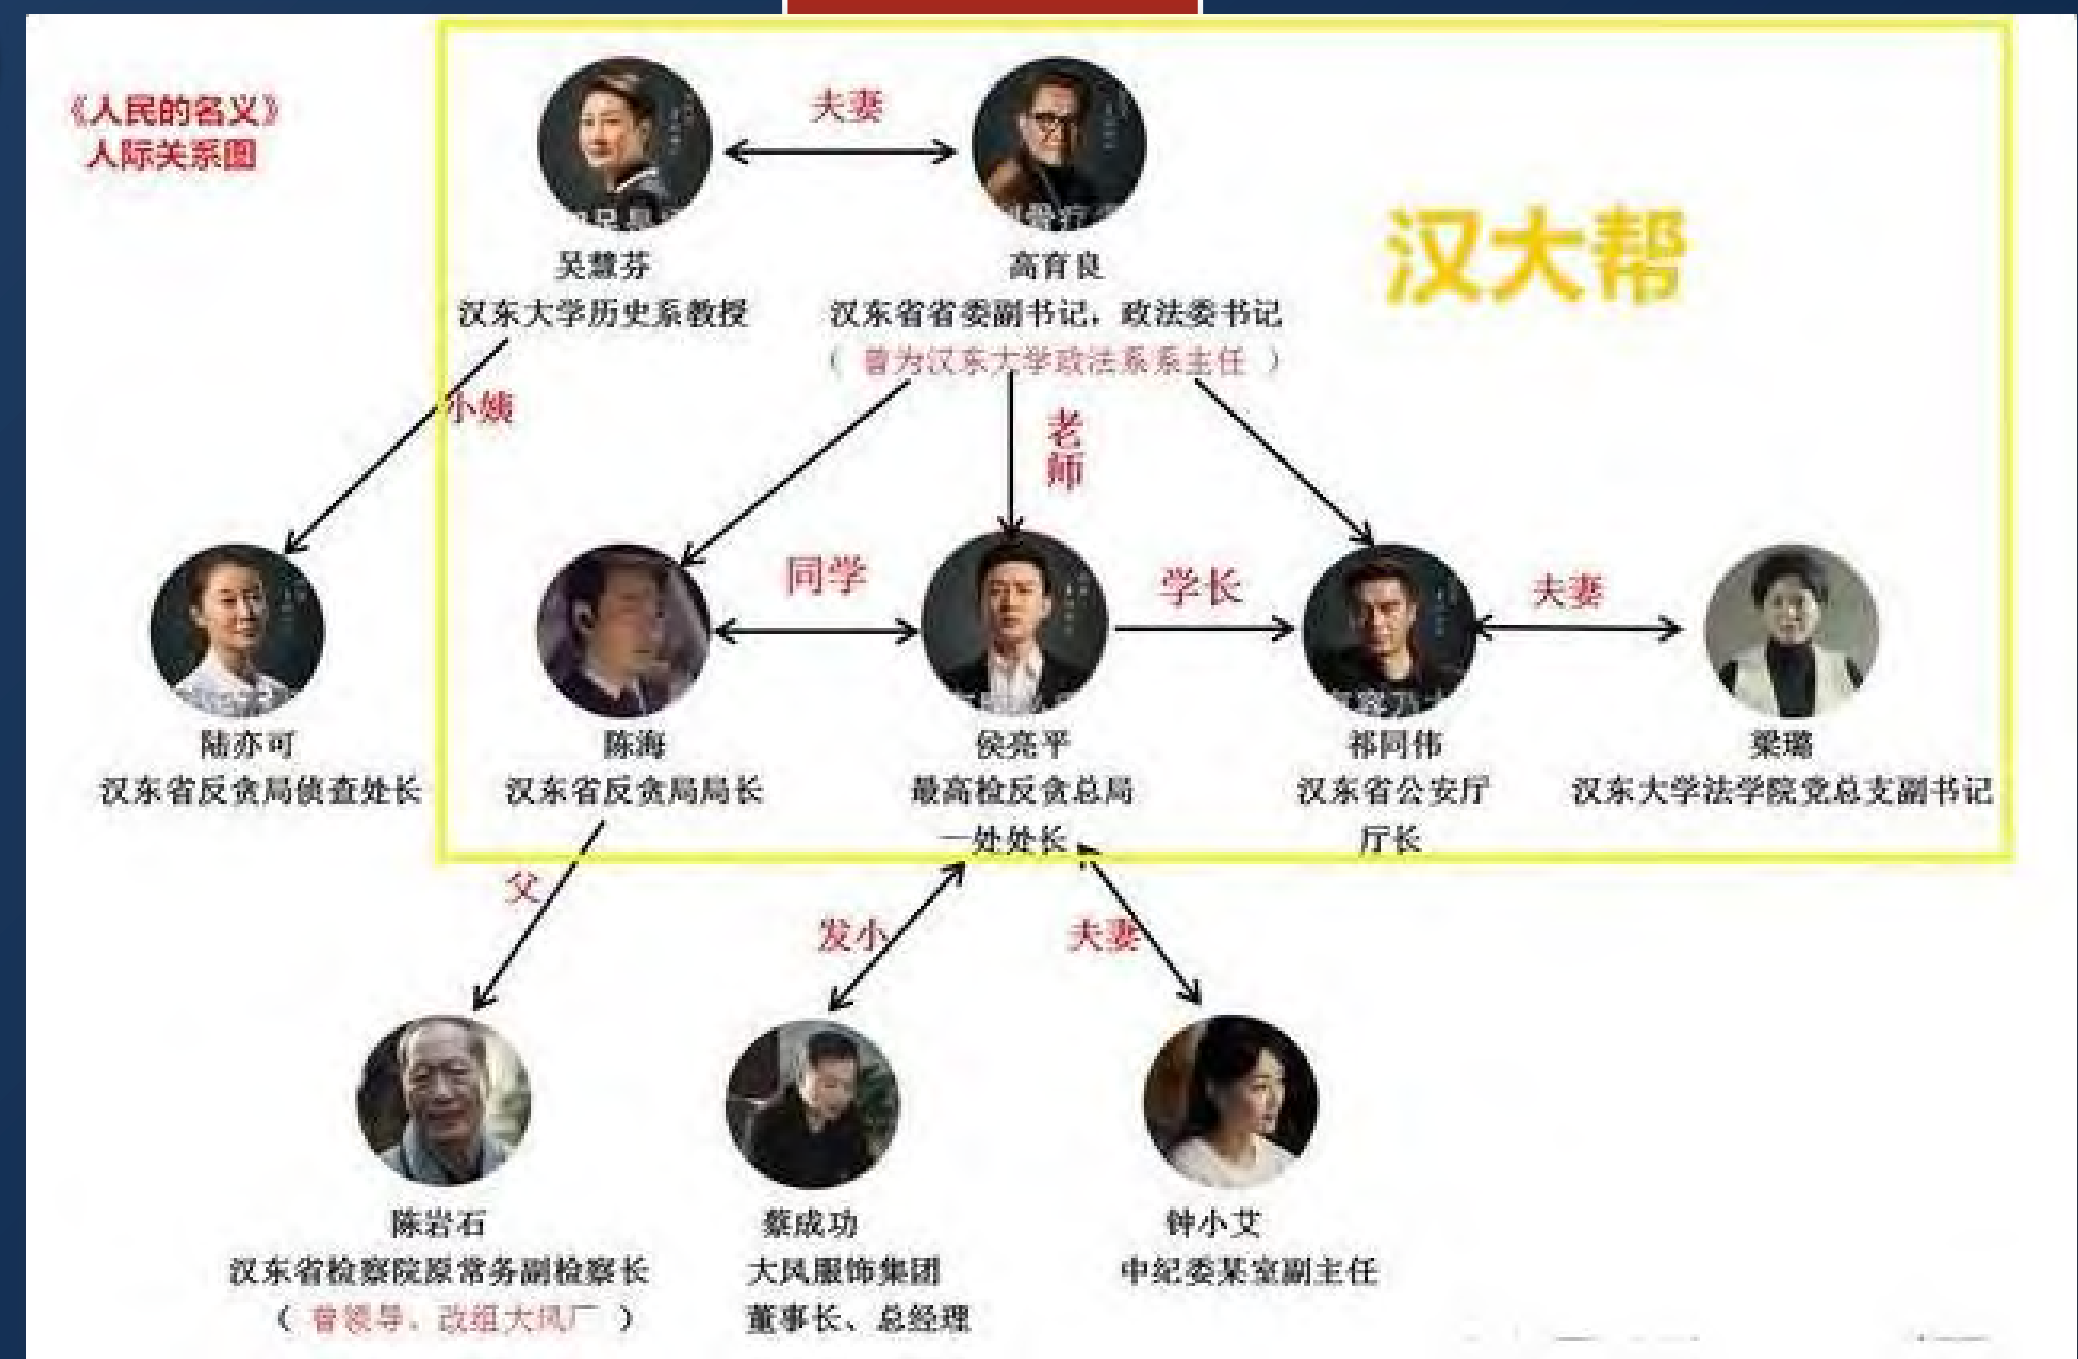 《人民的名义》
人际关系图
夫妻
汉大帮
吴慧芬
高育良
汉东大学历史系教授
汉东省省委副书记，政法委书记
（曾为汉东大学政法系系主任）
小姨
老师
同学
学长
夫妻
陆亦可
陈海
侯亮平
祁同伟
梁璐
汉东省反贪局侦查处长
汉东省反贪局局长
最高检反贪总局
一处处长
汉东省公安厅
厅长
汉东大学法学院党总支副书记
父
发小
夫妻
陈岩石
蔡成功
钟小艾
汉东省检察院原常务副检察长
（曾领导、改组大风厂）
大风服饰集团
董事长、总经理
中纪委某室副主任